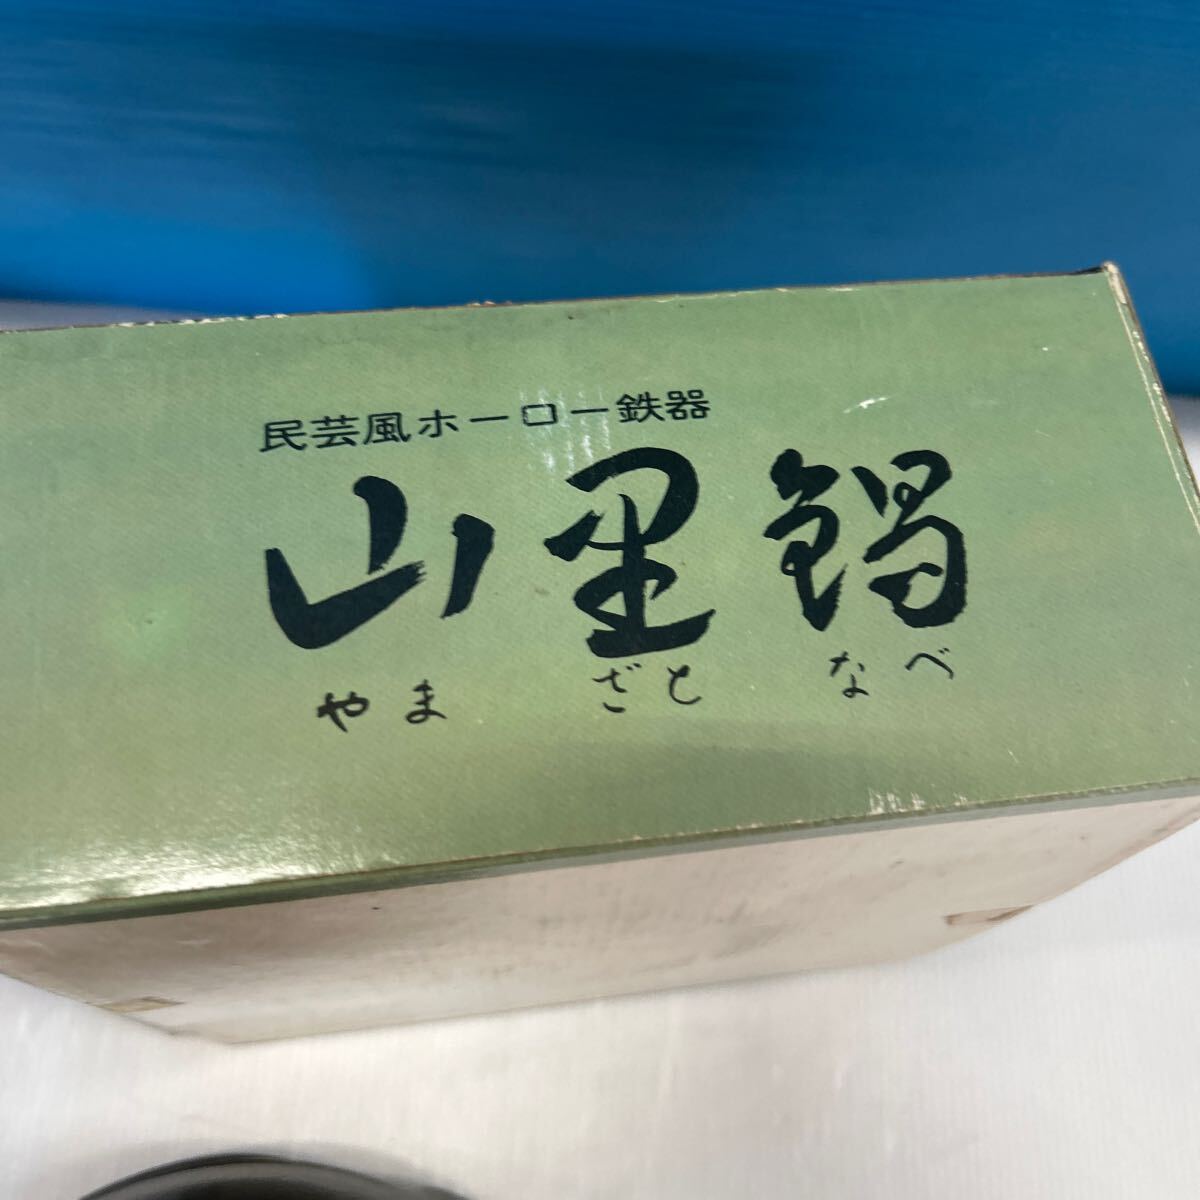 民芸風ホーロー鉄器
山里鍋
やま ざと なべ